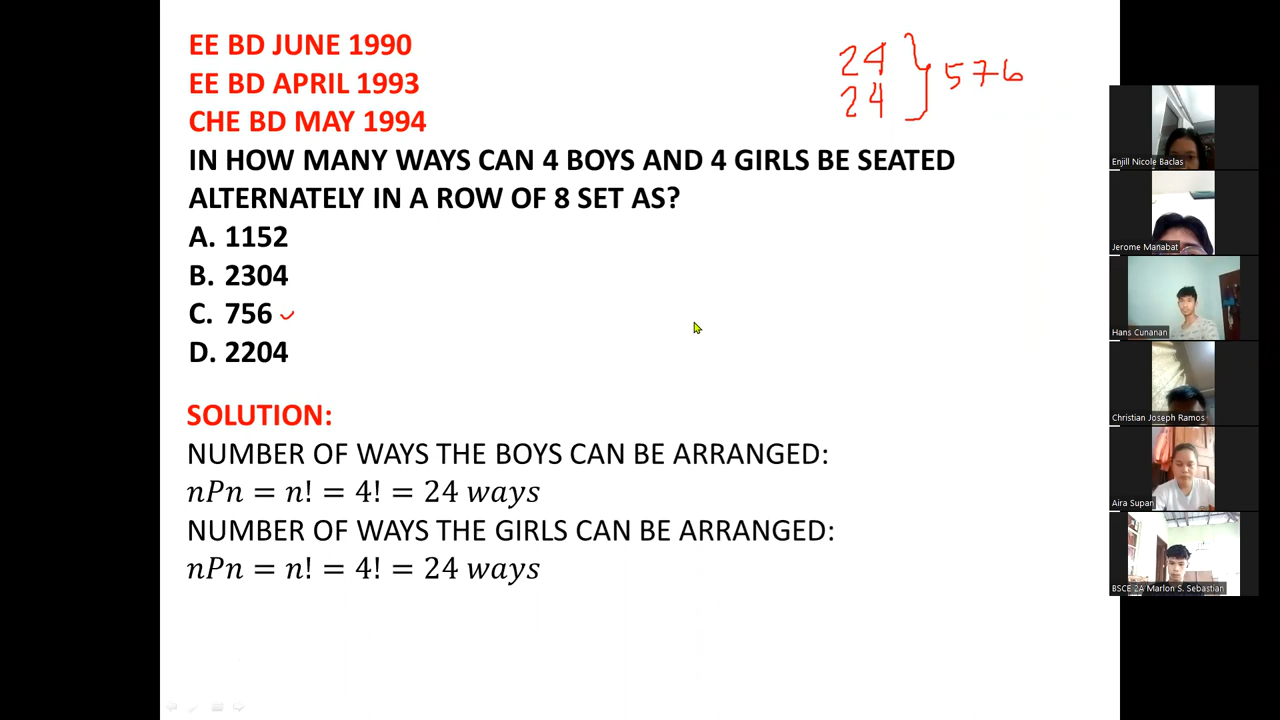 EE BD JUNE 1990
EE BD APRIL 1993
CHE BD MAY 1994
24
24
576
IN HOW MANY WAYS CAN 4 BOYS AND 4 GIRLS BE SEATED
ALTERNATELY IN A ROW OF 8 SET AS?
A. 1152
B. 2304
C. 756
D. 2204
SOLUTION:
NUMBER OF WAYS THE BOYS CAN BE ARRANGED:
nPn = n! = 4! = 24 ways
NUMBER OF WAYS THE GIRLS CAN BE ARRANGED:
nPn = n! = 4! = 24 ways
Enjill Nicole Baclas
Jerome Manabat
Hans Cunanan
Christian Joseph Ramos
Aira Supan
BSCE 2A Marlon S. Sebastian